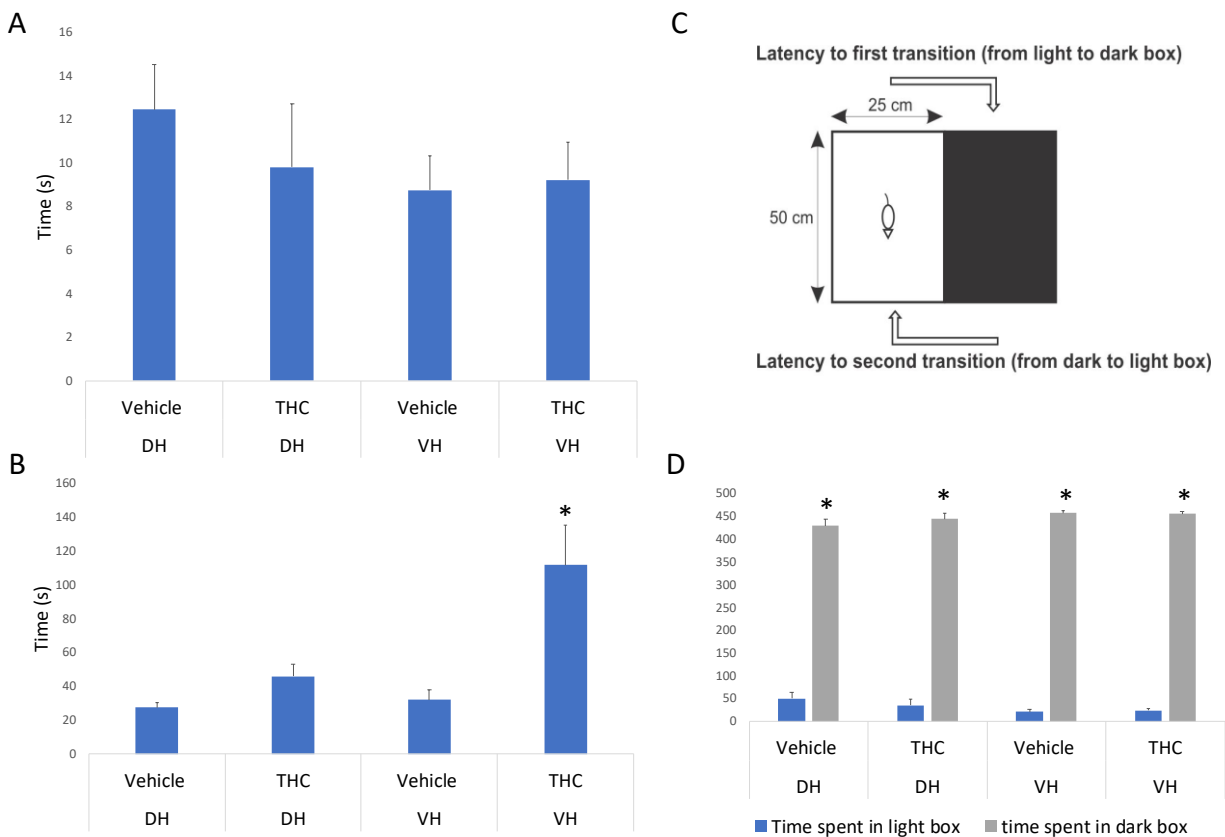 A
16
14
12
10
8
6
4
2
0
Time (s)
Vehicle THC Vehicle THC
DH DH VH VH
C
Latency to first transition (from light to dark box)
25 cm
50 cm
Latency to second transition (from dark to light box)
B
160
140
120
100
80
60
40
20
0
Time (s)
*
Vehicle THC Vehicle THC
DH DH VH VH
D
500
450
400
350
300
250
200
150
100
50
0
* * * *
Vehicle THC Vehicle THC
DH DH VH VH
Time spent in light box time spent in dark box